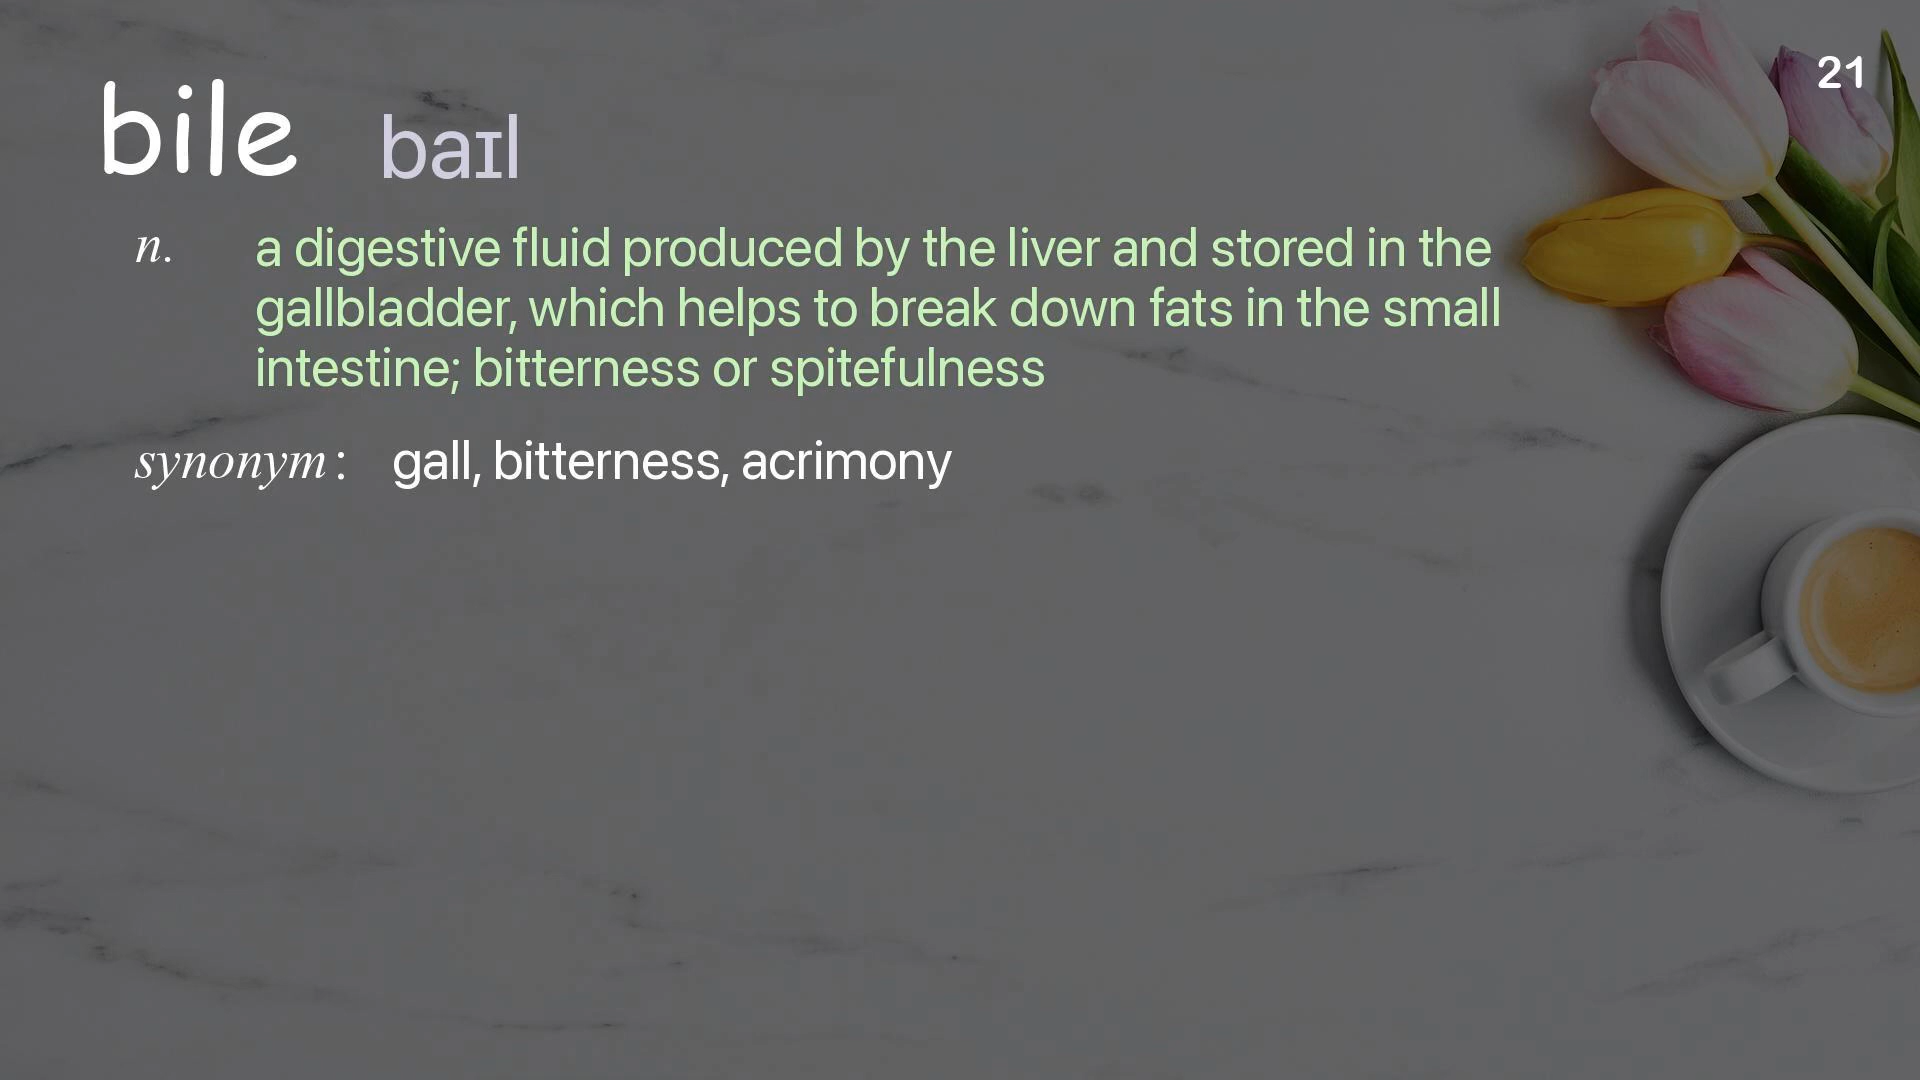 21
bile baɪl
n. a digestive fluid produced by the liver and stored in the
gallbladder, which helps to break down fats in the small
intestine; bitterness or spitefulness
synonym: gall, bitterness, acrimony